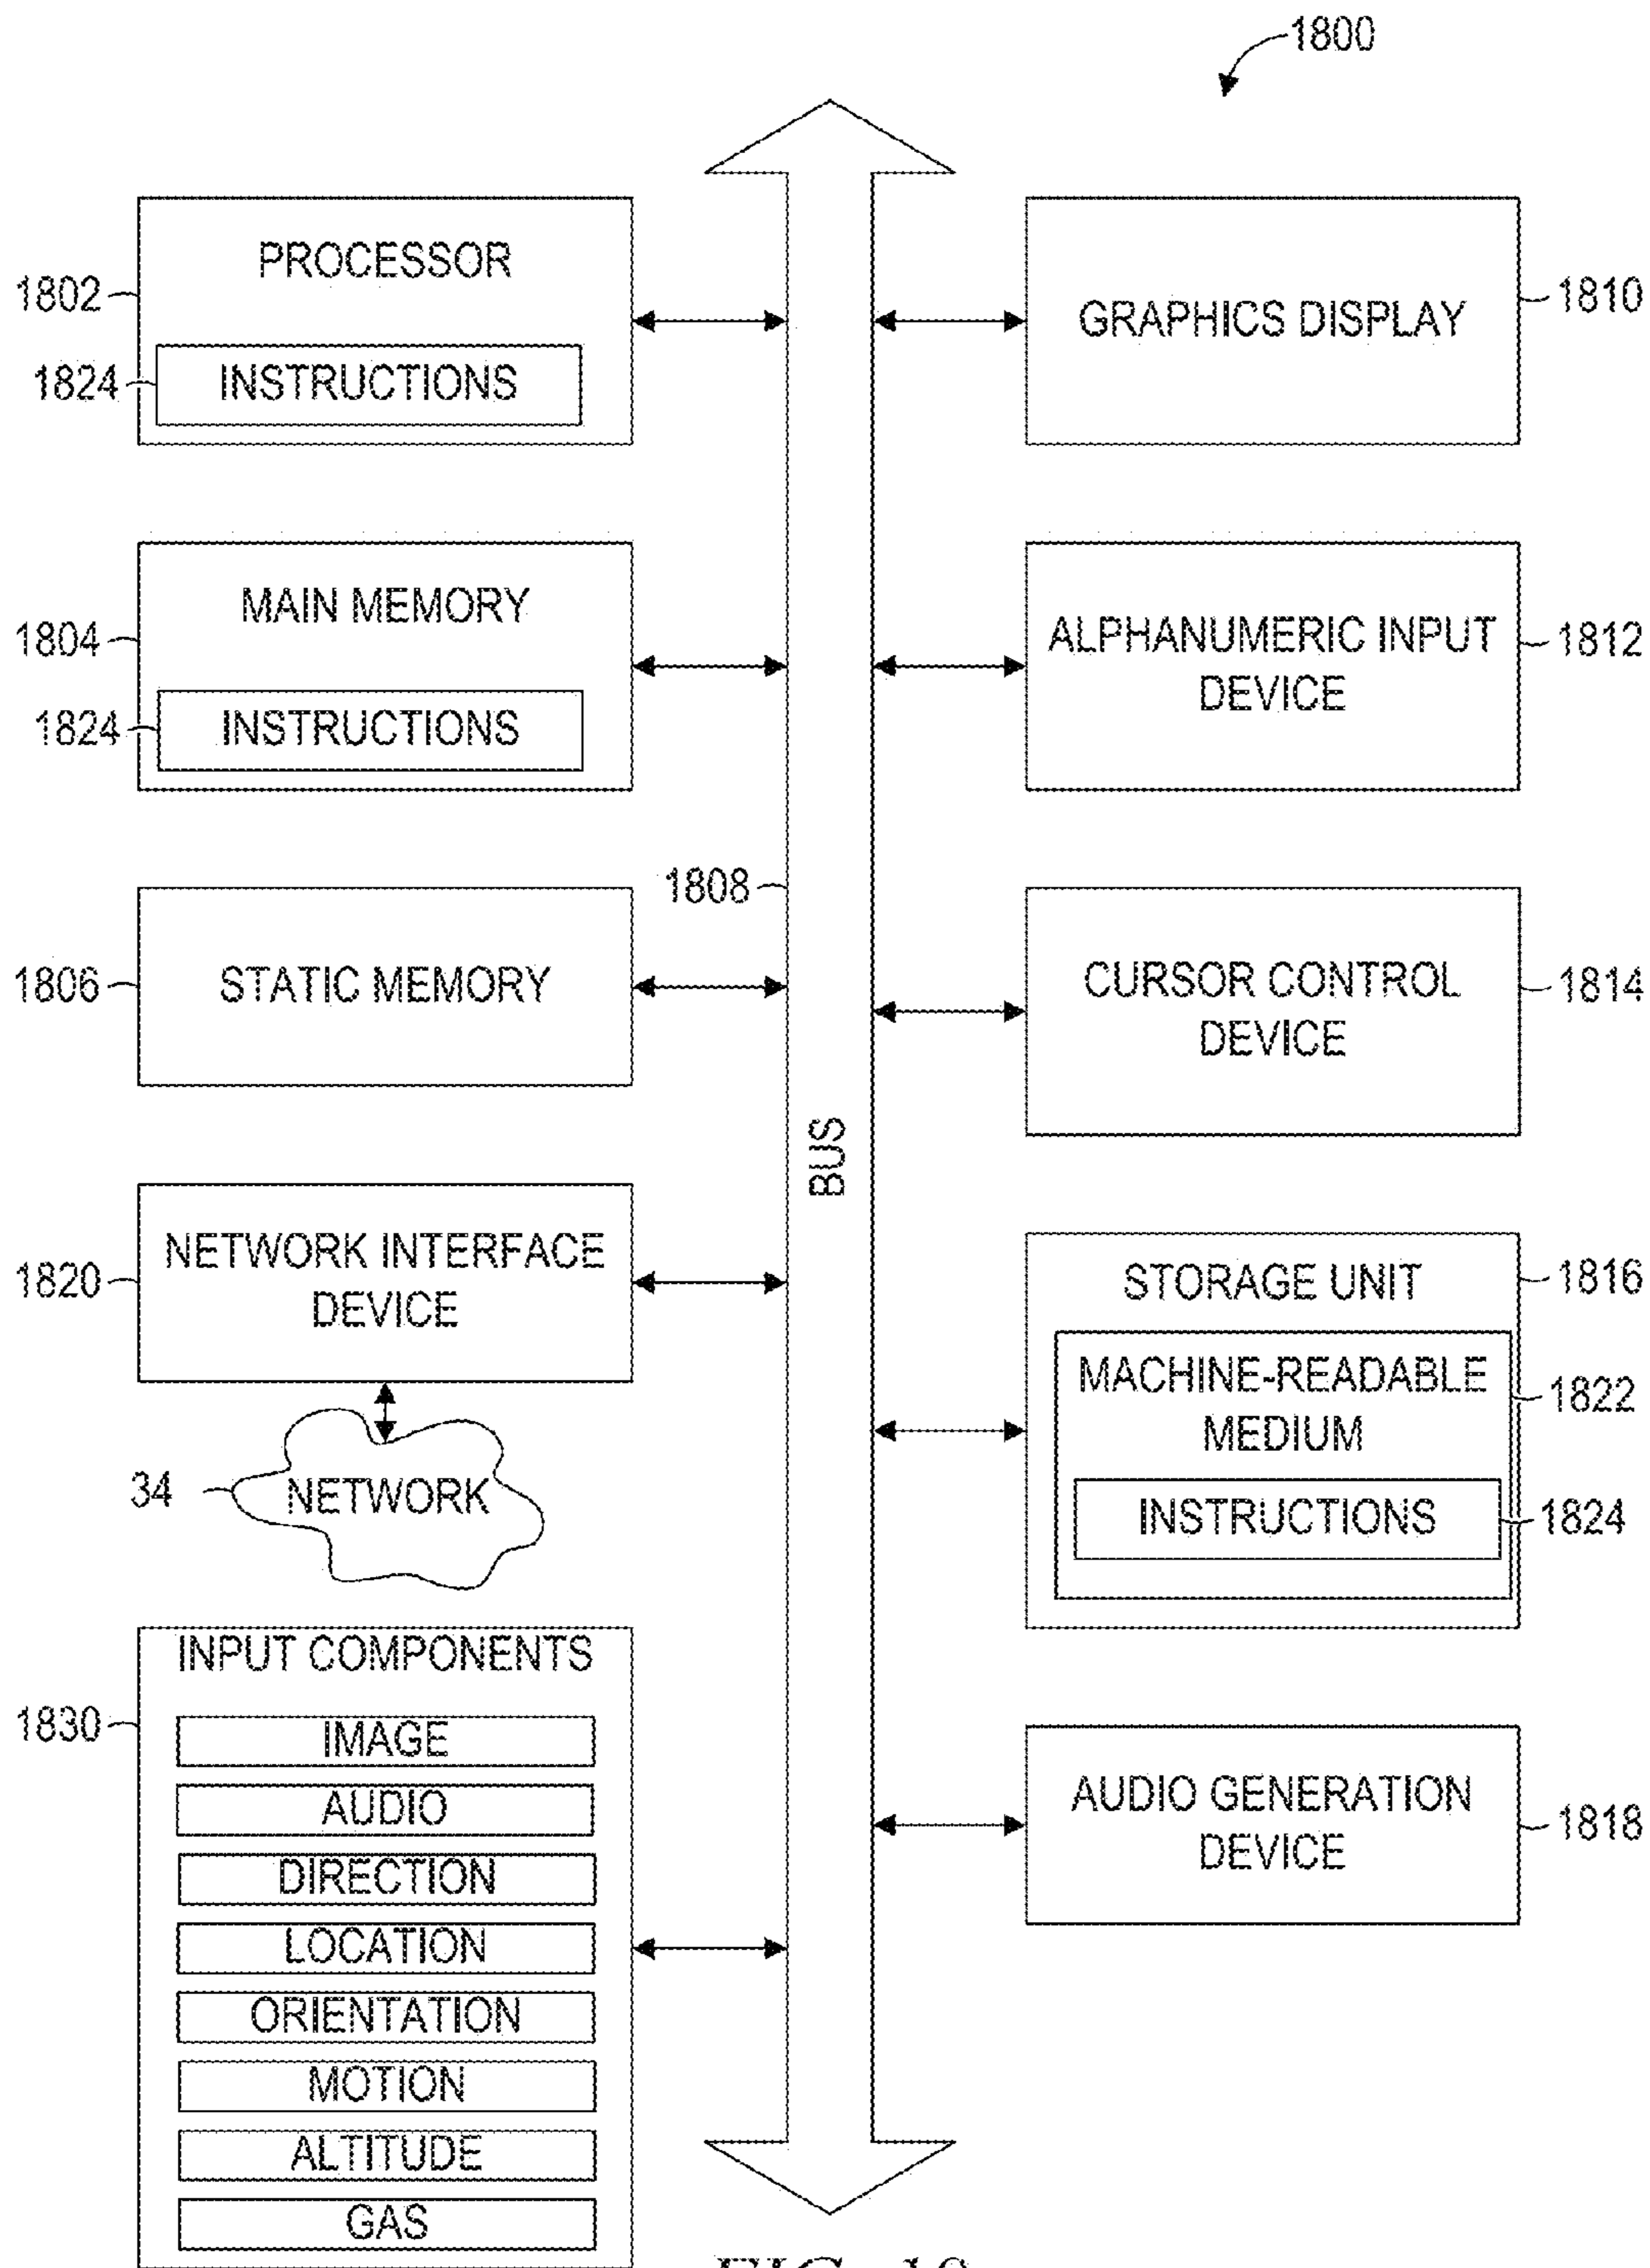 1800
PROCESSOR
1802
1824
INSTRUCTIONS
MAIN MEMORY
1804
1824
INSTRUCTIONS
1808
STATIC MEMORY
1806
NETWORK INTERFACE
DEVICE
1820
34
NETWORK
INPUT COMPONENTS
1830
IMAGE
AUDIO
DIRECTION
LOCATION
ORIENTATION
MOTION
ALTITUDE
GAS
BUS
GRAPHICS DISPLAY
1810
ALPHANUMERIC INPUT
DEVICE
1812
CURSOR CONTROL
DEVICE
1814
STORAGE UNIT
1816
MACHINE-READABLE
MEDIUM
1822
INSTRUCTIONS
1824
AUDIO GENERATION
DEVICE
1818